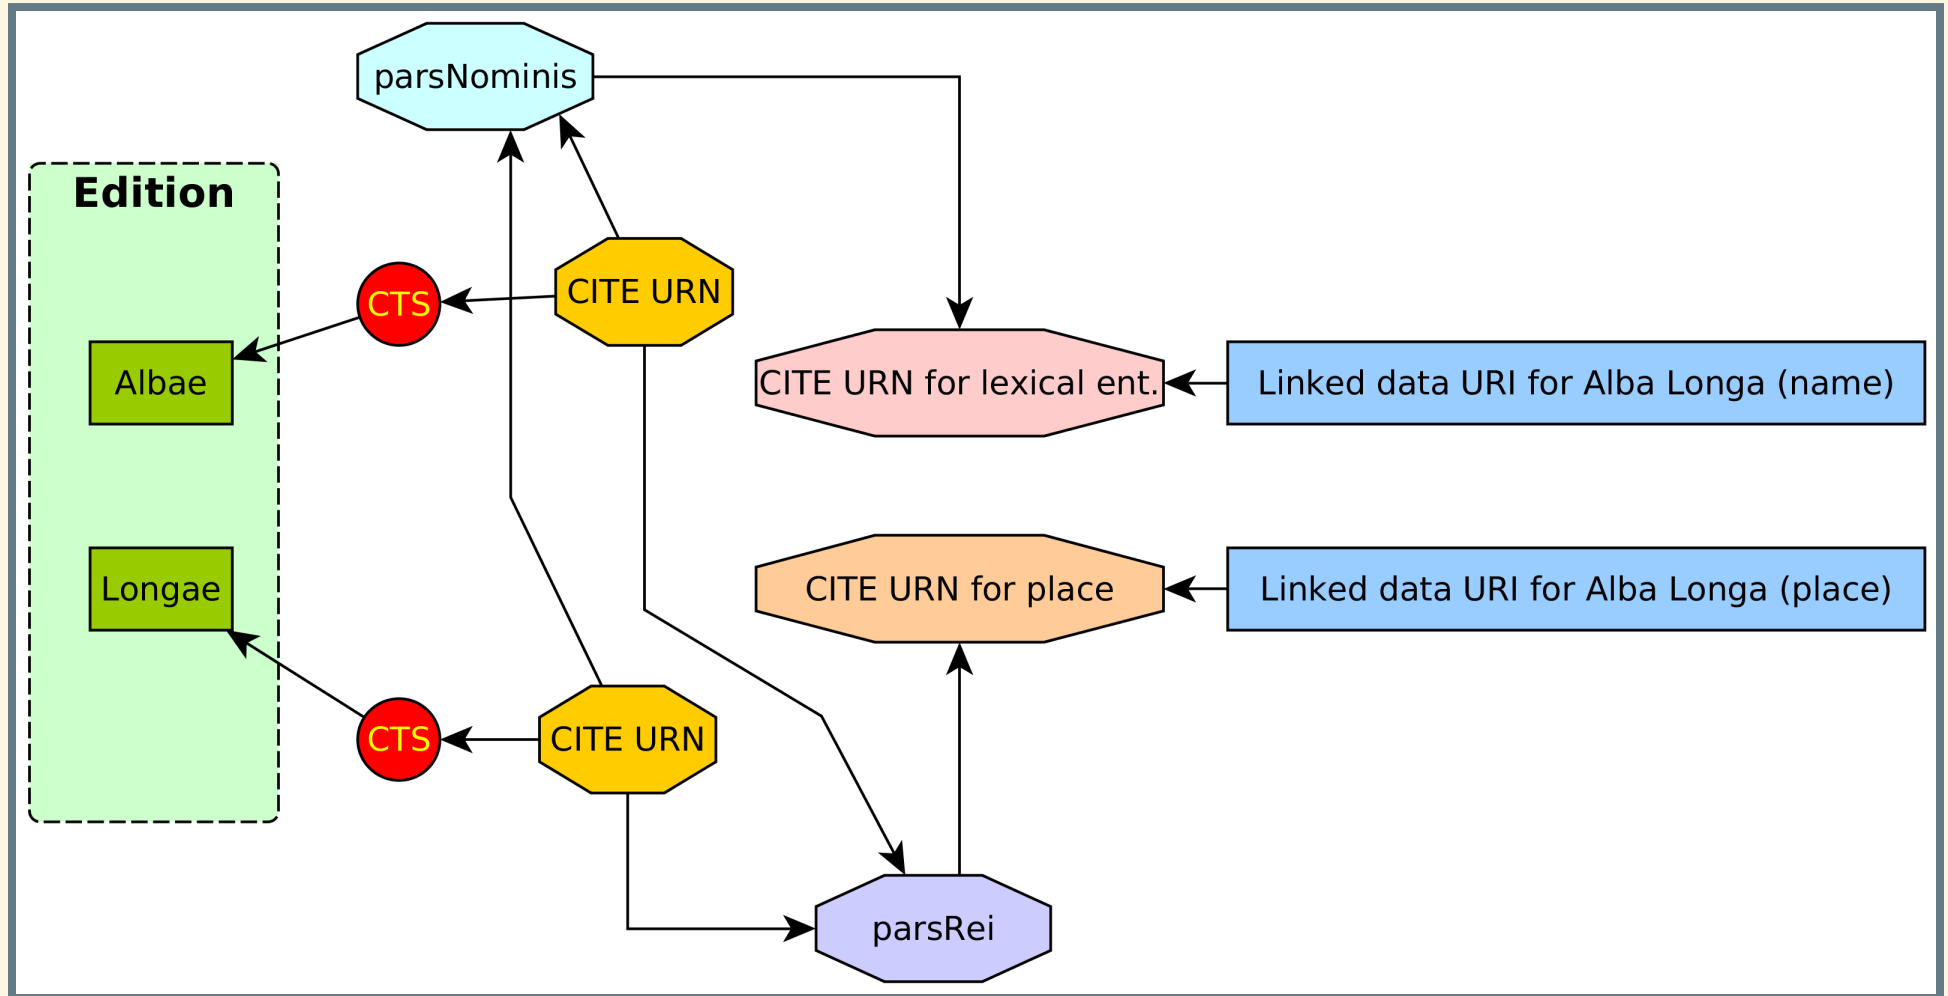 parsNominis
Edition
CTS
CITE URN
Albae
CITE URN for lexical ent.
Linked data URI for Alba Longa (name)
Longae
CITE URN for place
Linked data URI for Alba Longa (place)
CTS
CITE URN
parsRei